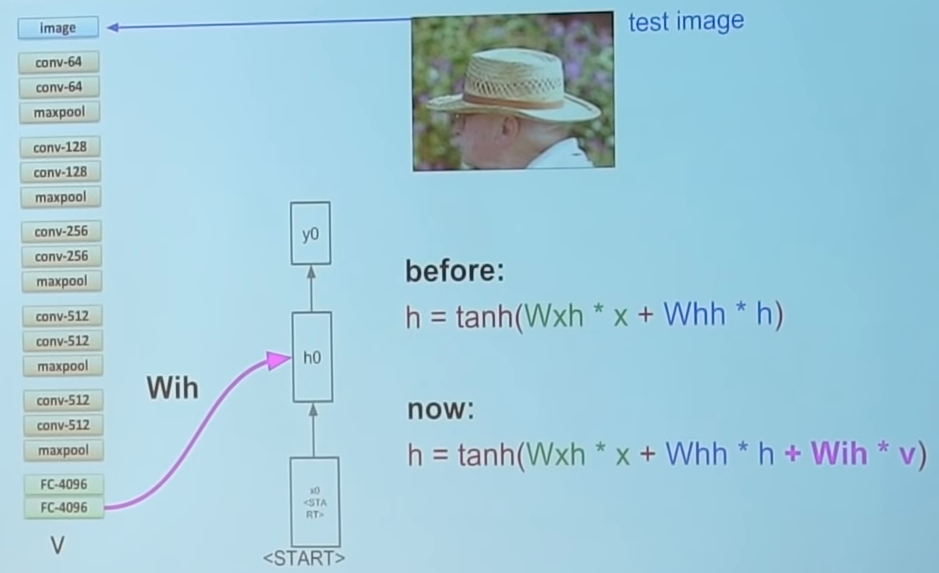 image
test image
conv-64
conv-64
maxpool
conv-128
conv-128
maxpool
conv-256
conv-256
maxpool
conv-512
conv-512
maxpool
conv-512
conv-512
maxpool
FC-4096
FC-4096
V
Wih
y0
h0
x0
<STA
RT>
<START>
before:
h = tanh(Wxh * x + Whh * h)
now:
h = tanh(Wxh * x + Whh * h + Wih * v)